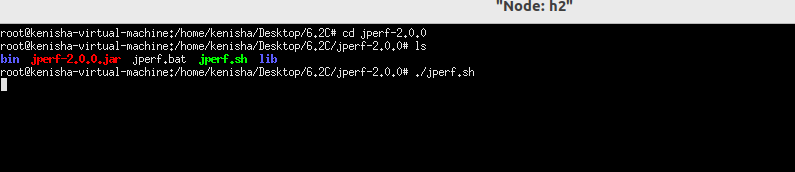 "Node: h2"
root@kenisha-virtual-machine:/home/kenisha/Desktop/6.2C# cd jperf-2.0.0
root@kenisha-virtual-machine:/home/kenisha/Desktop/6.2C/jperf-2.0.0# ls
bin jperf-2.0.0.jar jperf.bat jperf.sh lib
root@kenisha-virtual-machine:/home/kenisha/Desktop/6.2C/jperf-2.0.0# ./jperf.sh